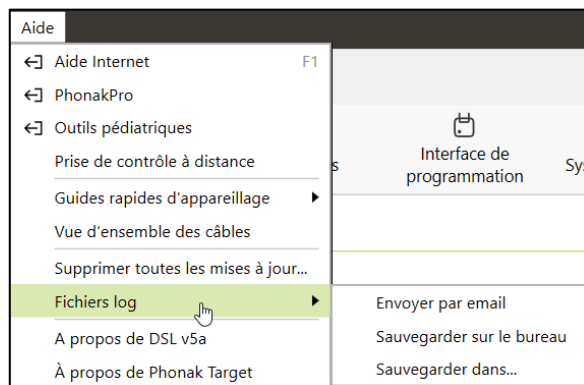 Aide
Aide Internet F1
PhonakPro
Outils pédiatriques
Prise de contrôle à distance
Guides rapides d'appareillage
Vue d'ensemble des câbles
Supprimer toutes les mises à jour...
Fichiers log
A propos de DSL v5a
À propos de Phonak Target
Interface de
programmation
Envoyer par email
Sauvegarder sur le bureau
Sauvegarder dans...